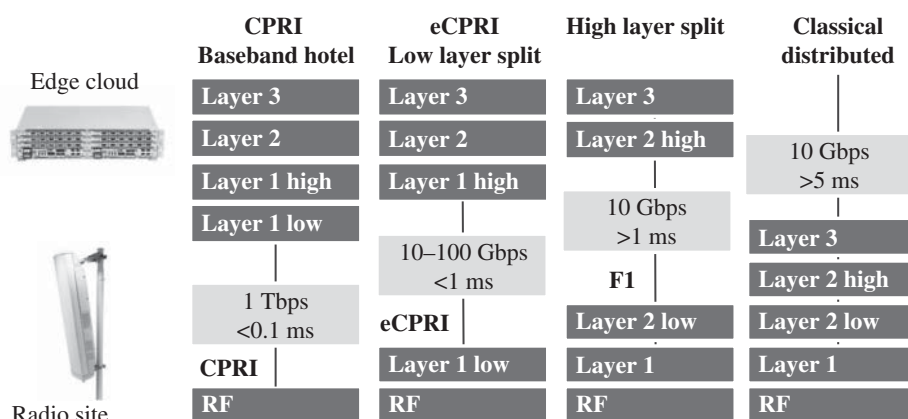 CPRI
Baseband hotel
eCPRI
Low layer split
High layer split
Classical
distributed
Edge cloud
Layer 3
Layer 2
Layer 1 high
Layer 1 low
1 Tbps
<0.1 ms
CPRI
RF
Layer 3
Layer 2
Layer 1 high
10–100 Gbps
<1 ms
eCPRI
Layer 1 low
RF
Layer 3
Layer 2 high
10 Gbps
>1 ms
F1
Layer 2 low
Layer 1
RF
10 Gbps
>5 ms
Layer 3
Layer 2 high
Layer 2 low
Layer 1
RF
Radio site